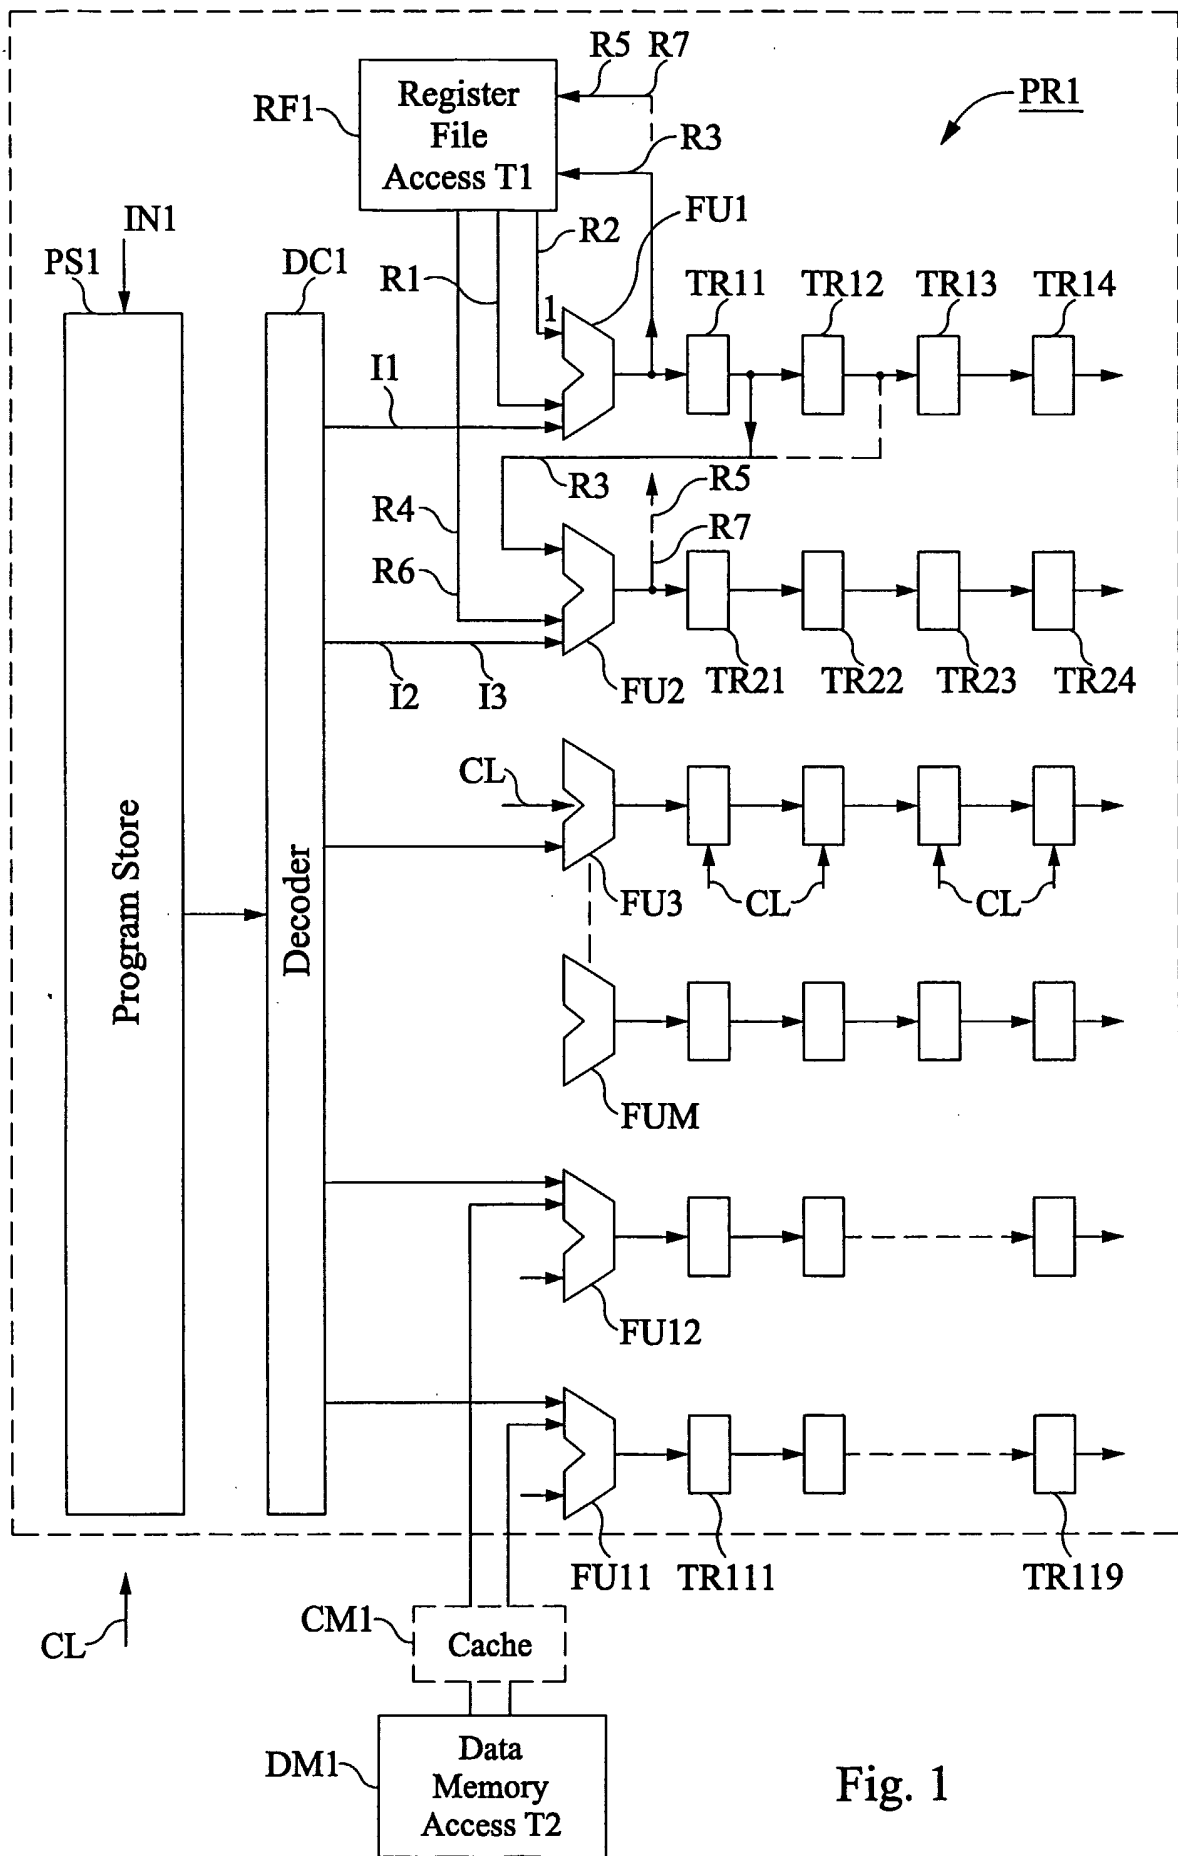 R5 R7
Register
File
Access T1
RF1
PR1
R3
FU1
R2
IN1
PS1
DC1
R1
TR11 TR12 TR13 TR14
1
I1
R3
R5
R4
R7
R6
TR21 TR22 TR23 TR24
I2 I3 FU2
CL
Program Store
Decoder
FU3 CL CL
FUM
FU12
FU11 TR111 TR119
CM1
Cache
CL
DM1
Data
Memory
Access T2
Fig. 1